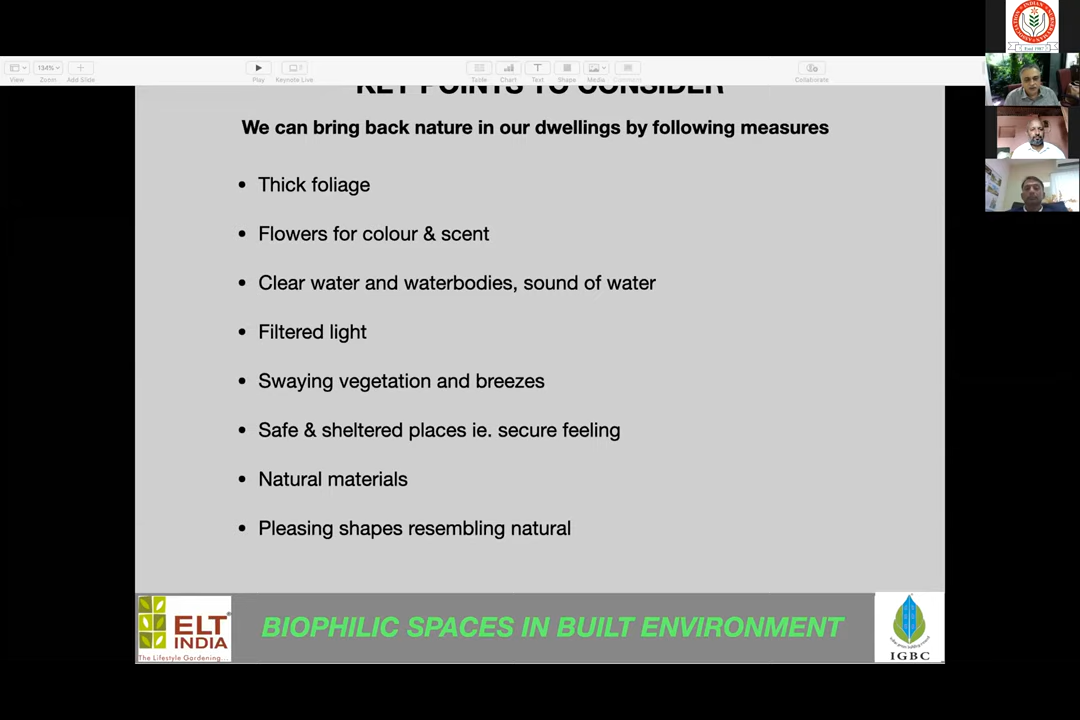 View
Zoom
Add Slide
Play
Keynote Live
Table
Chart
Text
Shape
Media
Comment
Collaborate
134%
T
KEY POINTS TO CONSIDER
We can bring back nature in our dwellings by following measures
• Thick foliage
• Flowers for colour & scent
• Clear water and waterbodies, sound of water
• Filtered light
• Swaying vegetation and breezes
• Safe & sheltered places ie. secure feeling
• Natural materials
• Pleasing shapes resembling natural
ELT
INDIA
The Lifestyle Gardening...
BIOPHILIC SPACES IN BUILT ENVIRONMENT
IGBC
INDIAN